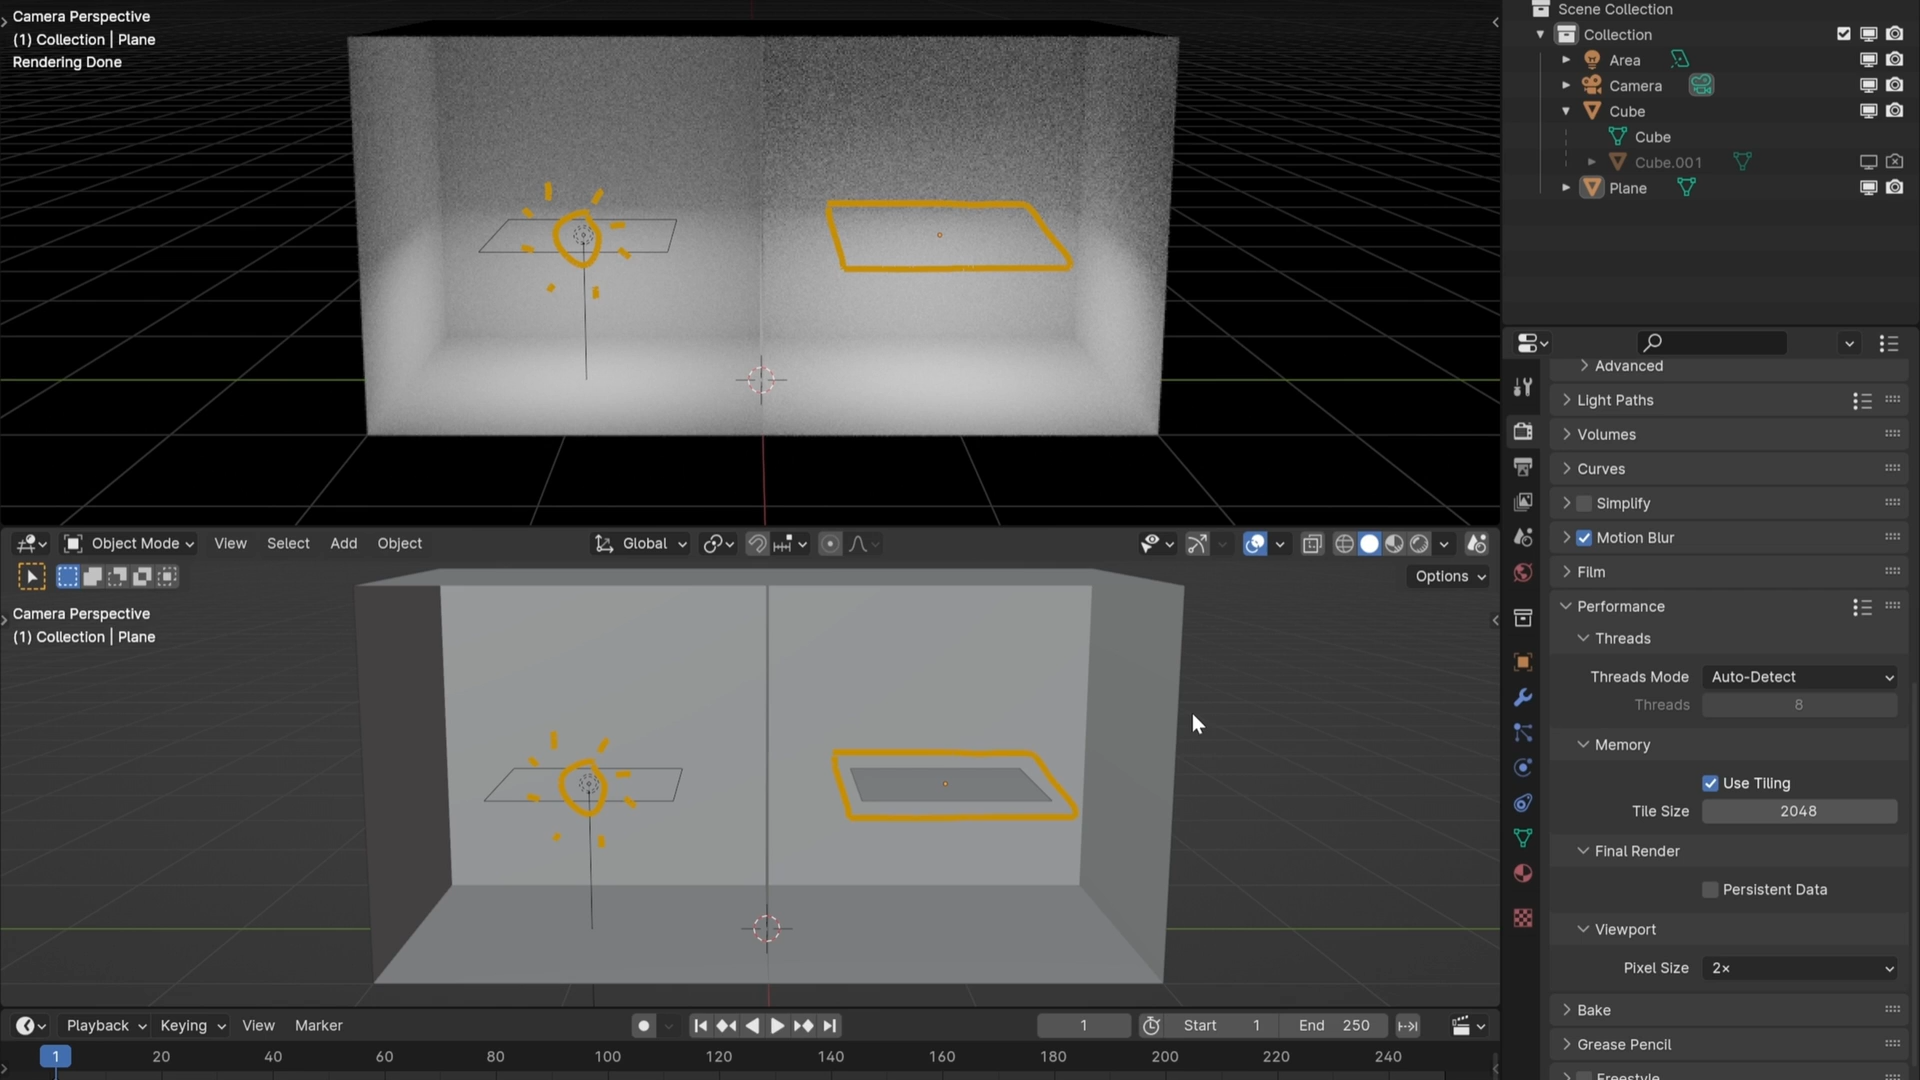 Camera Perspective
(1) Collection | Plane
Rendering Done
Scene Collection
Collection
Area
Camera
Cube
Cube
Cube.001
Plane
Advanced
Light Paths
Volumes
Curves
Simplify
Motion Blur
Film
Performance
Threads
Threads Mode Auto-Detect
Threads 8
Memory
Use Tiling
Tile Size 2048
Final Render
Persistent Data
Viewport
Pixel Size 2×
Bake
Grease Pencil
Freestyle
Object Mode View Select Add Object Global
Options
Camera Perspective
(1) Collection | Plane
Playback Keying View Marker 1 Start 1 End 250
1 20 40 60 80 100 120 140 160 180 200 220 240